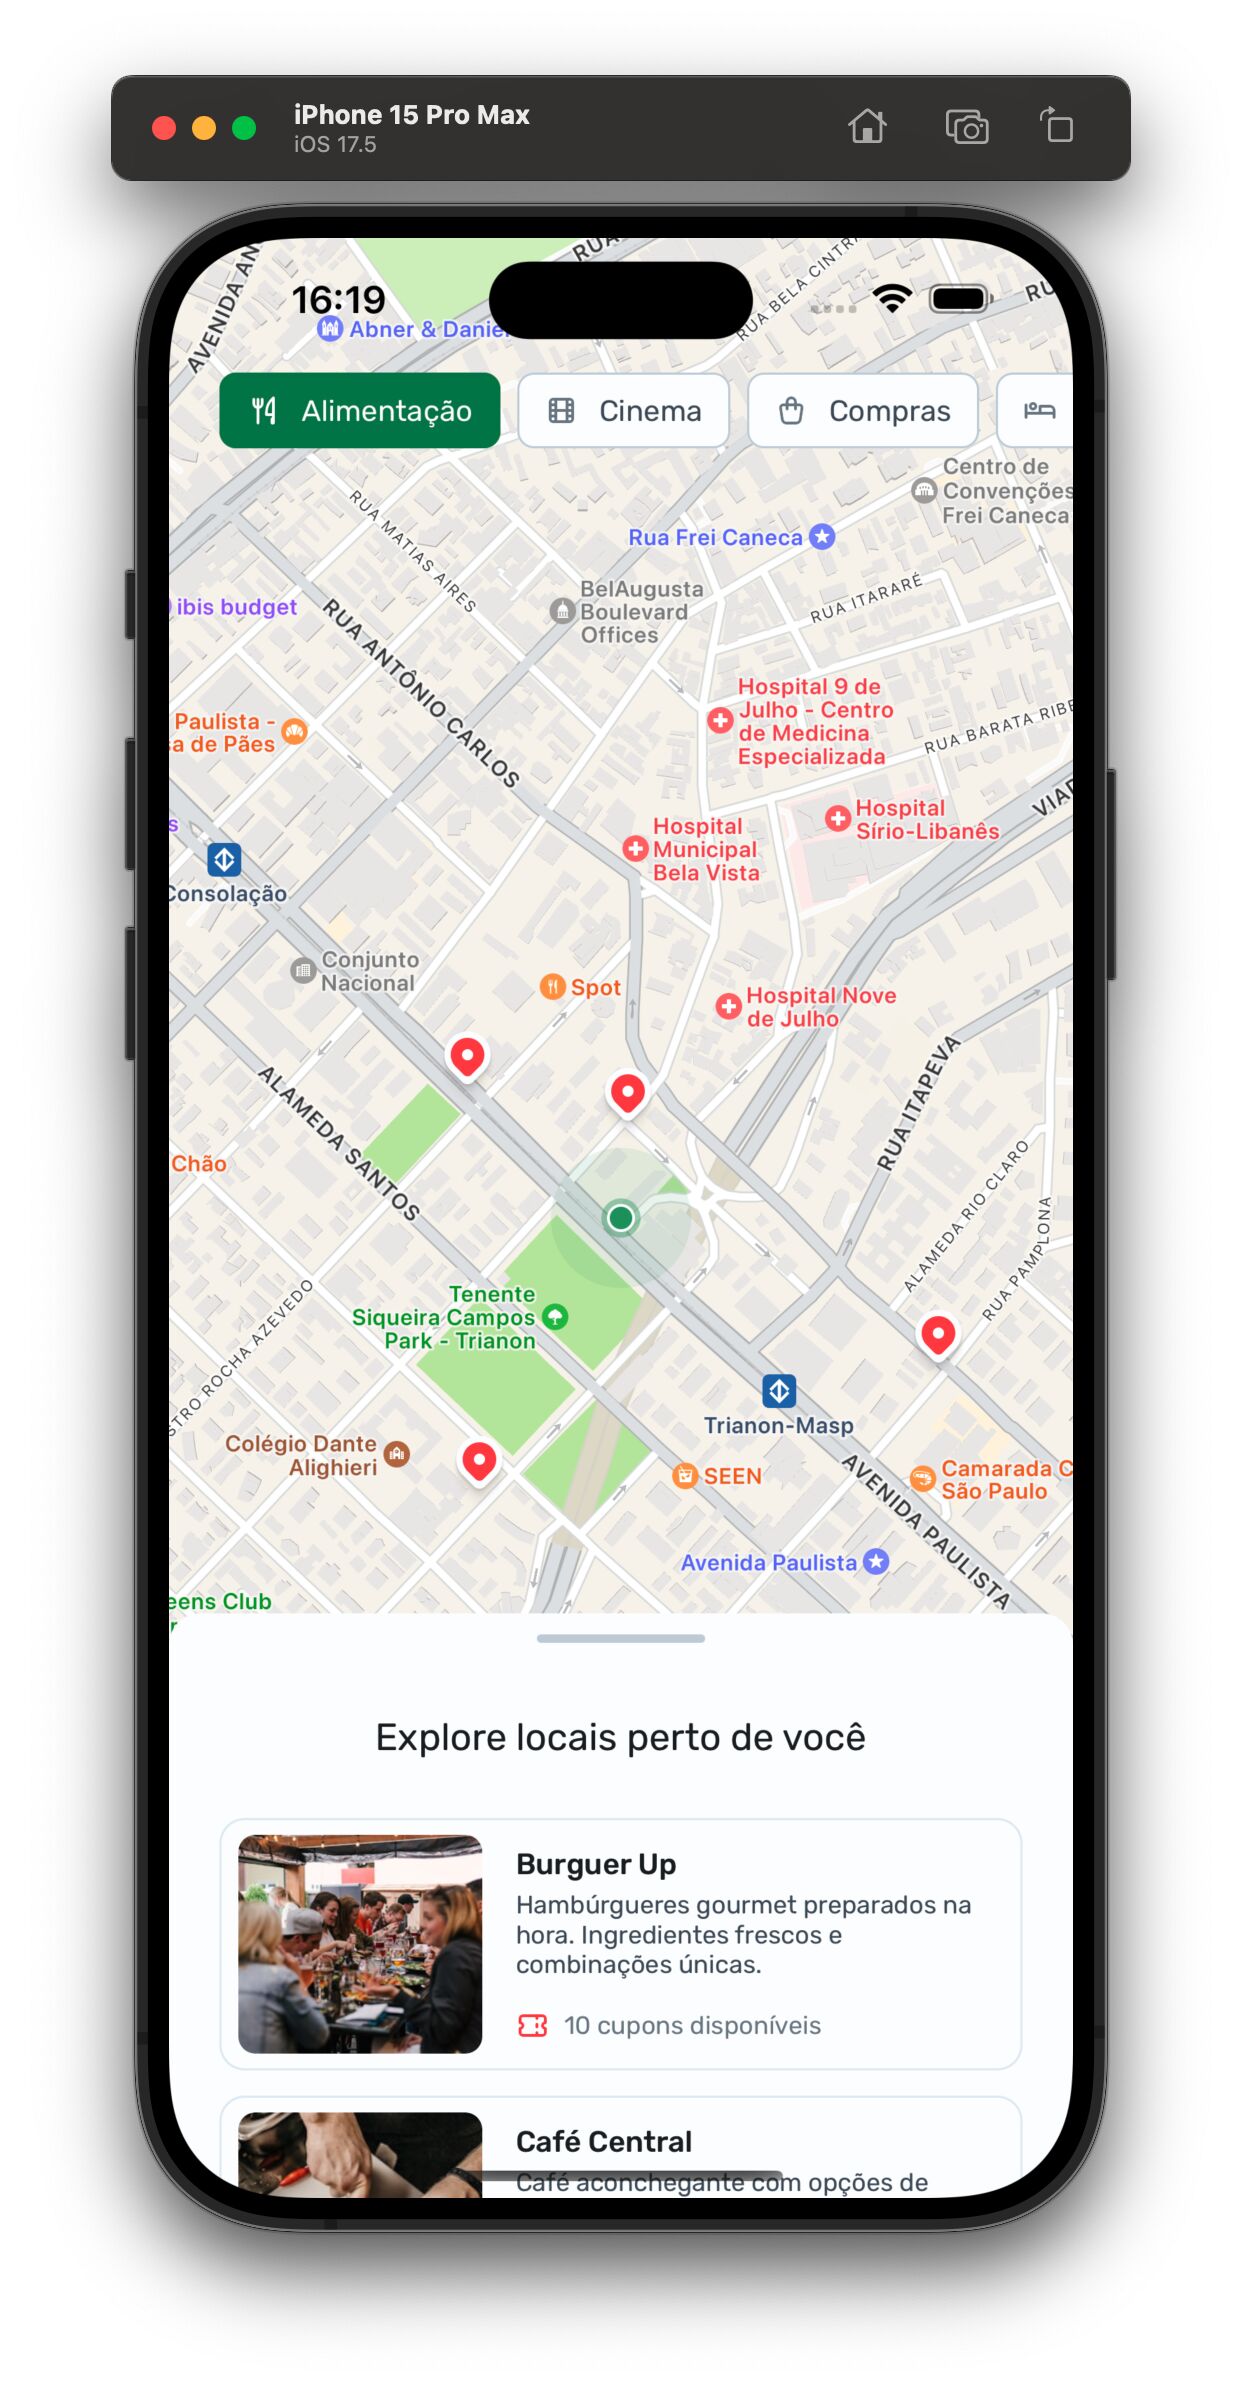 iPhone 15 Pro Max
iOS 17.5
16:19
AVENIDA AN
RUA
RUA BELA CINTRA
RU
Abner & Daniel
Alimentação
Cinema
Compras
Centro de
Convenções
Frei Caneca
RUA MATIAS AIRES
Rua Frei Caneca
BelAugusta
Boulevard
Offices
RUA ITARARÉ
ibis budget
RUA ANTÔNIO CARLOS
Hospital 9 de
Julho - Centro
de Medicina
Especializada
Paulista -
sa de Pães
RUA BARATA RIBE
VIAD
Hospital
Sírio-Libanês
Hospital
Municipal
Bela Vista
s
Consolação
Conjunto
Nacional
Spot
Hospital Nove
de Julho
RUA ITAPEVA
ALAMEDA SANTOS
Chão
ALAMEDA RIO CLARO
RUA PAMPLONA
Tenente
Siqueira Campos
Park - Trianon
STRO ROCHA AZEVEDO
Trianon-Masp
Colégio Dante
Alighieri
SEEN
AVENIDA PAULISTA
Camarada C
São Paulo
Avenida Paulista
eens Club
r
Explore locais perto de você
Burguer Up
Hambúrgueres gourmet preparados na
hora. Ingredientes frescos e
combinações únicas.
10 cupons disponíveis
Café Central
Café aconchegante com opções de